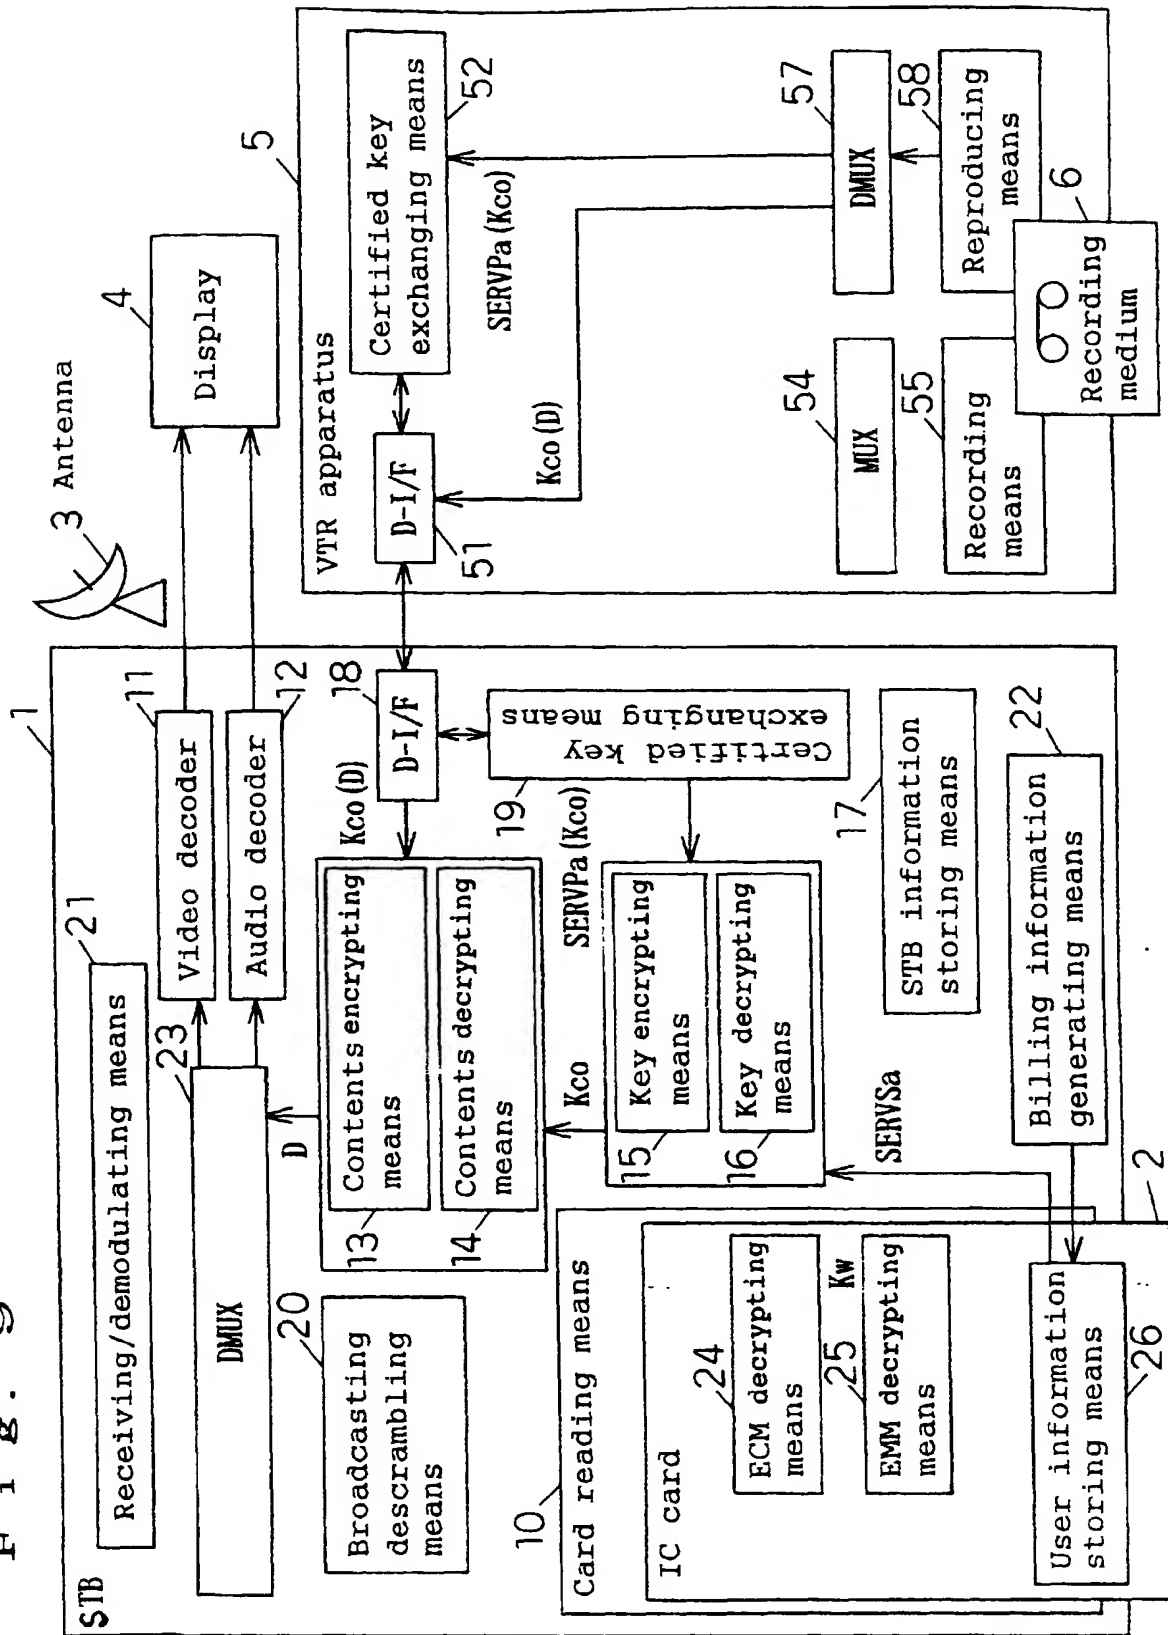 Fig. 9
STB
1
Receiving/demodulating means
21
DMUX
23
Video decoder
11
Audio decoder
12
3
Antenna
4
Display
Broadcasting
descrambling
means
20
D
Contents encrypting
means
13
Contents decrypting
means
14
Kco(D)
D-I/F
18
Certified key
exchanging means
19
SERVPa(Kco)
Kco
Key encrypting
means
15
Key decrypting
means
16
SERVSa
STB information
storing means
17
Billing information
generating means
22
10
Card reading means
IC card
2
ECM decrypting
means
24
Kw
EMM decrypting
means
25
User information
storing means
26
5
VTR apparatus
D-I/F
51
Certified key
exchanging means
52
SERVPa(Kco)
Kco(D)
MUX
54
DMUX
57
Recording
means
55
Reproducing
means
58
Recording
medium
6